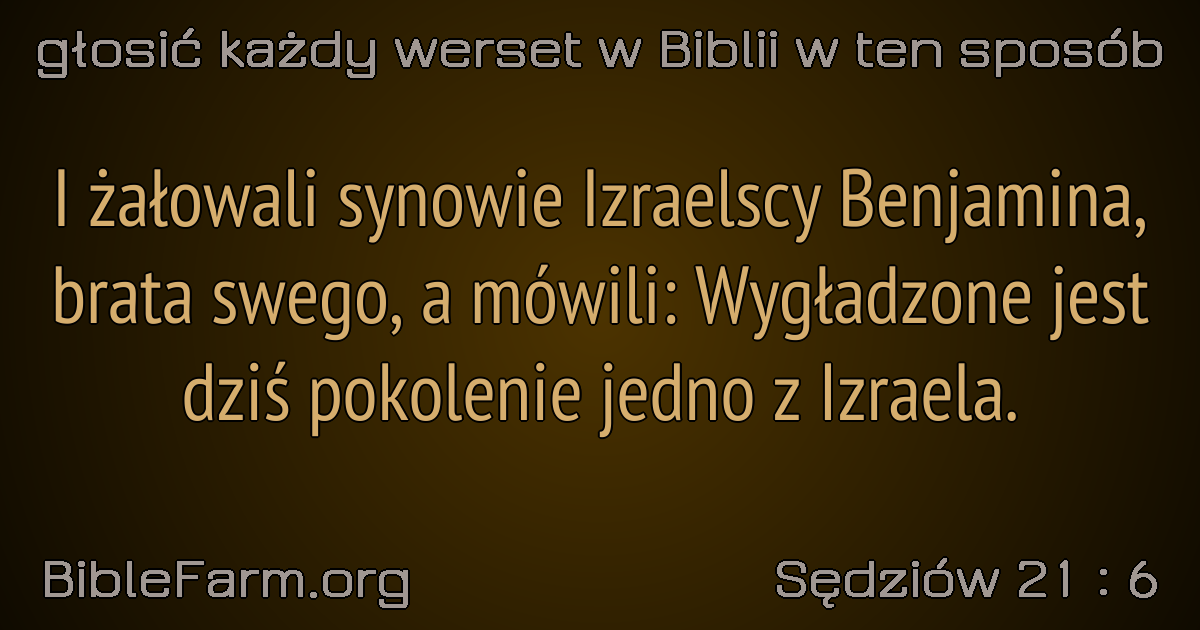 głosić każdy werset w Biblii w ten sposób
I żałowali synowie Izraelscy Benjamina,
brata swego, a mówili: Wygładzone jest
dziś pokolenie jedno z Izraela.
BibleFarm.org
Sędziów 21 : 6